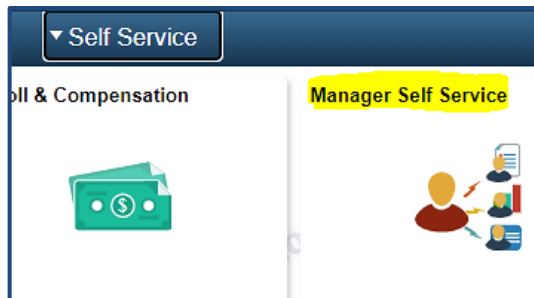 Self Service
oll & Compensation
Manager Self Service
$